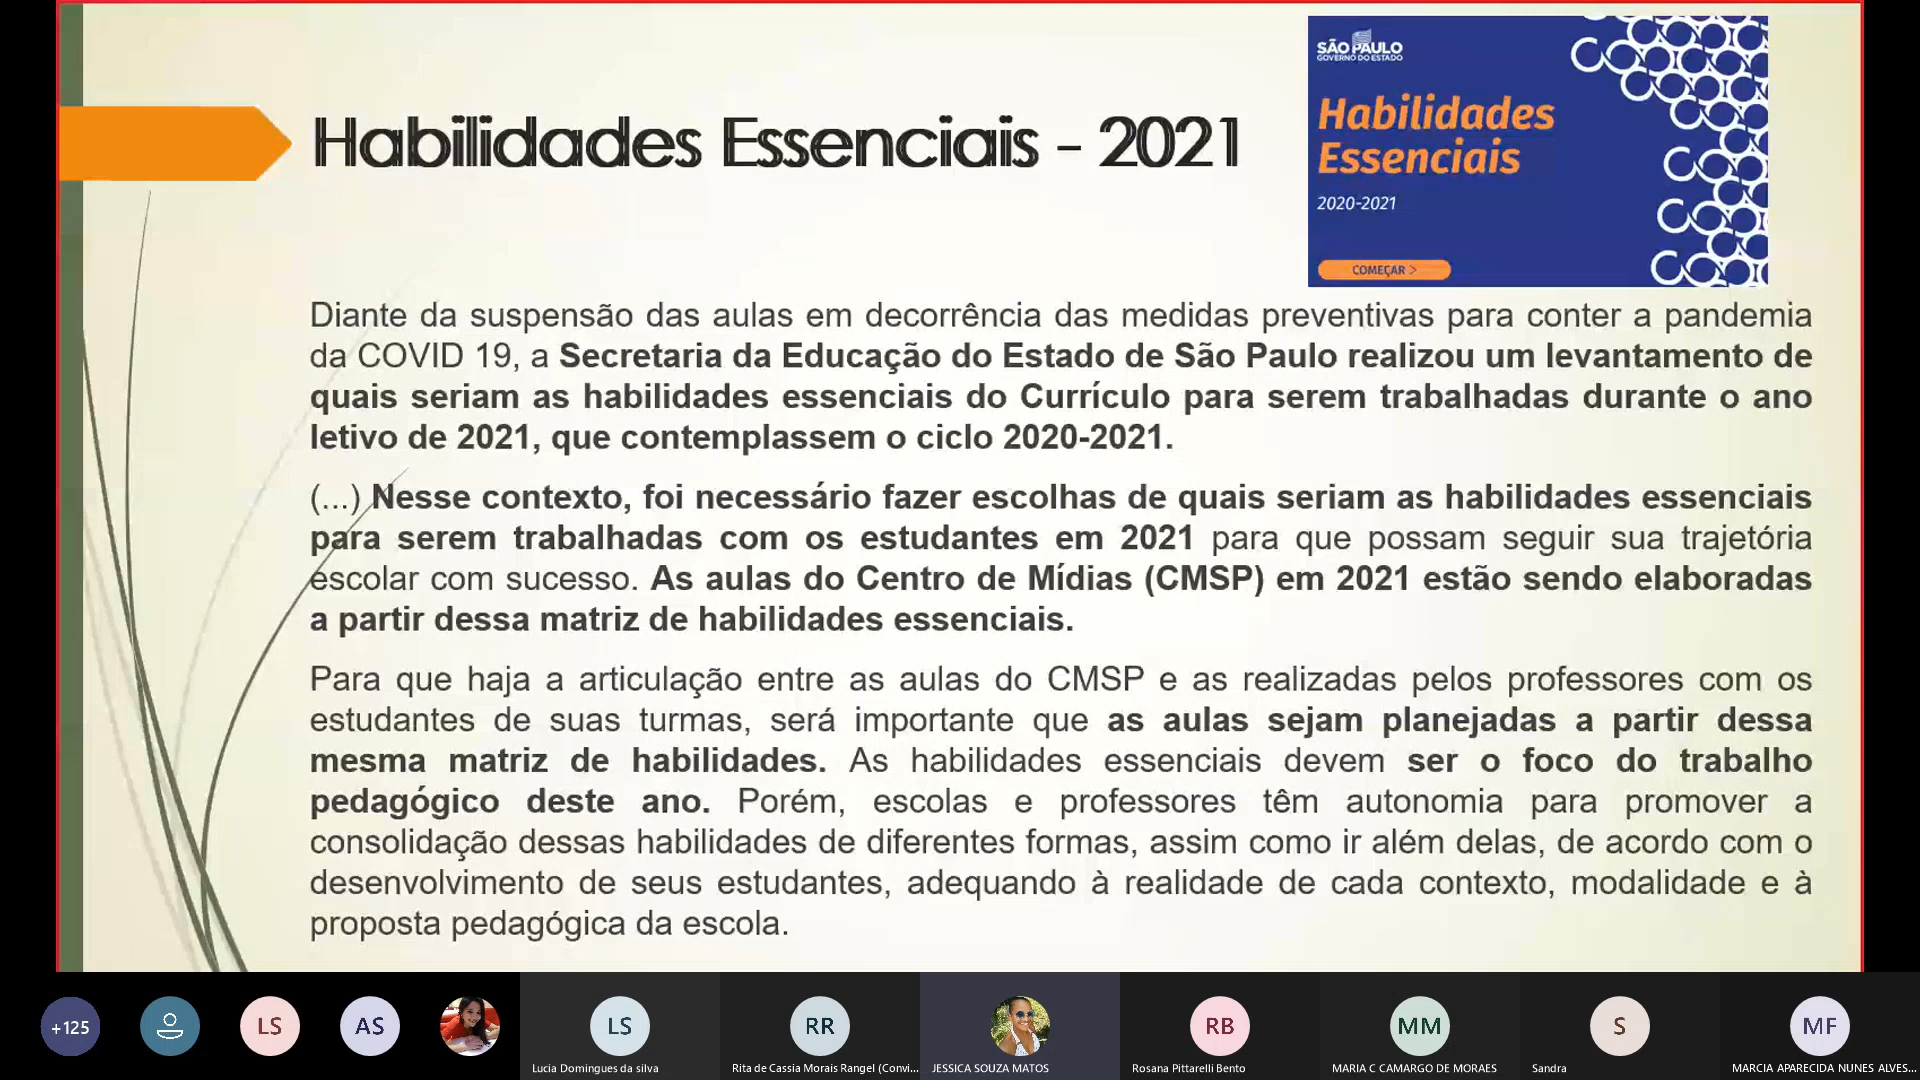 Habilidades Essenciais - 2021
SÃO PAULO
GOVERNO DO ESTADO
Habilidades
Essenciais
2020-2021
COMEÇAR >
Diante da suspensão das aulas em decorrência das medidas preventivas para conter a pandemia
da COVID 19, a Secretaria da Educação do Estado de São Paulo realizou um levantamento de
quais seriam as habilidades essenciais do Currículo para serem trabalhadas durante o ano
letivo de 2021, que contemplassem o ciclo 2020-2021.
(...) Nesse contexto, foi necessário fazer escolhas de quais seriam as habilidades essenciais
para serem trabalhadas com os estudantes em 2021 para que possam seguir sua trajetória
escolar com sucesso. As aulas do Centro de Mídias (CMSP) em 2021 estão sendo elaboradas
a partir dessa matriz de habilidades essenciais.
Para que haja a articulação entre as aulas do CMSP e as realizadas pelos professores com os
estudantes de suas turmas, será importante que as aulas sejam planejadas a partir dessa
mesma matriz de habilidades. As habilidades essenciais devem ser o foco do trabalho
pedagógico deste ano. Porém, escolas e professores têm autonomia para promover a
consolidação dessas habilidades de diferentes formas, assim como ir além delas, de acordo com o
desenvolvimento de seus estudantes, adequando à realidade de cada contexto, modalidade e à
proposta pedagógica da escola.
+125
LS
AS
LS
Lucia Domingues da silva
RR
Rita de Cassia Morais Rangel (Convi...
JESSICA SOUZA MATOS
RB
Rosana Pittarelli Bento
MM
MARIA C CAMARGO DE MORAES
S
Sandra
MF
MARCIA APARECIDA NUNES ALVES...